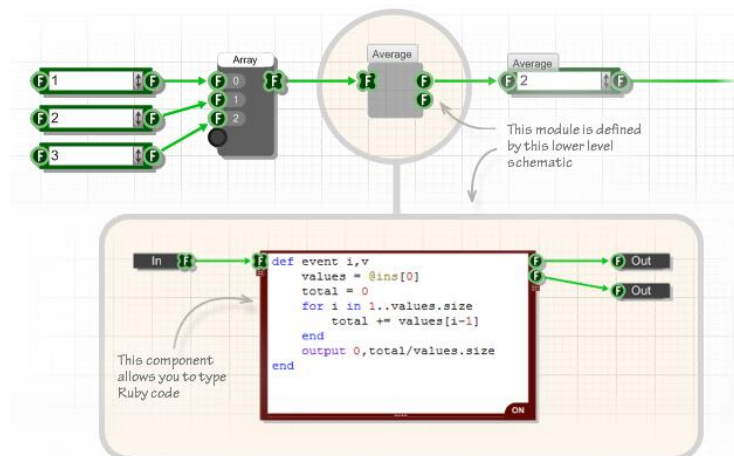 Array
Average
F 1 F
F 0 F
F F
Average
F 2 F
F 2 F
F 1
F
F 3 F
F 2
This module is defined
by this lower level
schematic
In F
F def event i,v
values = @ins[0]
total = 0
for i in 1..values.size
total += values[i-1]
end
output 0,total/values.size
end
F
F
F Out
F Out
This component
allows you to type
Ruby code
ON